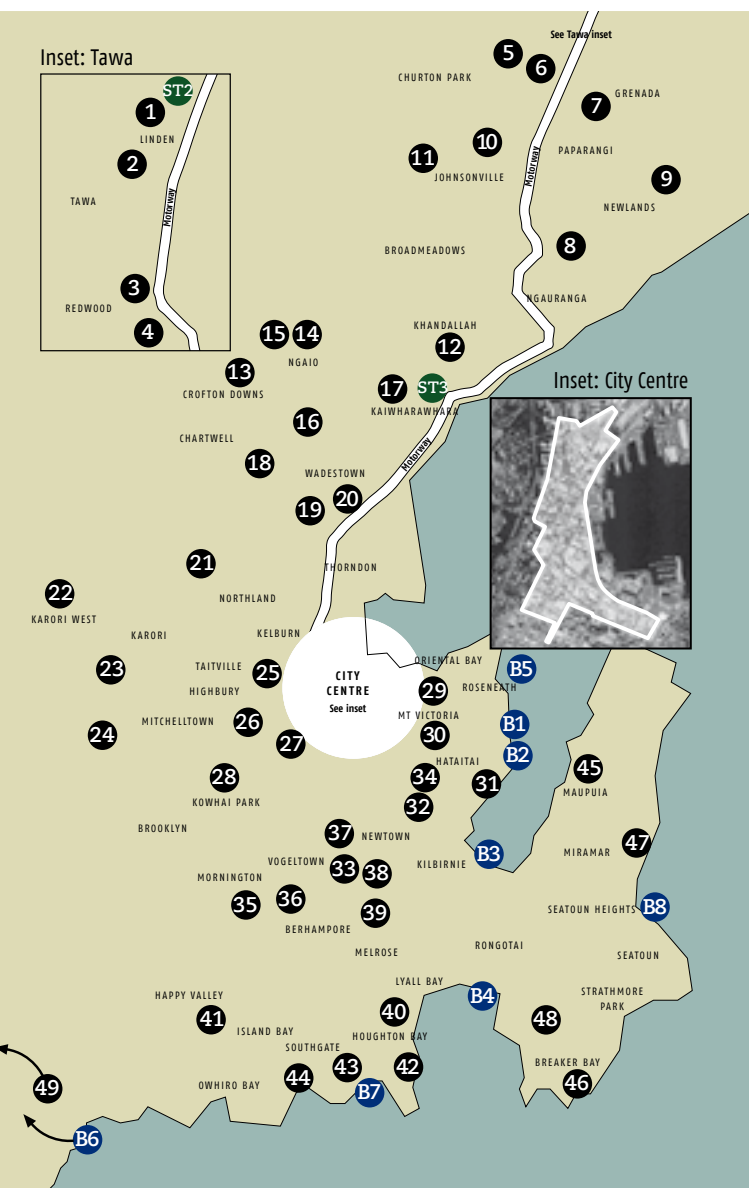 Inset: Tawa
ST2
1
LINDEN
2
TAWA
Motorway
3
REDWOOD
4
See Tawa inset
5
6
CHURTON PARK
GRENADA
7
10
PAPARANGI
Motorway
11
JOHNSONVILLE
9
NEWLANDS
8
BROADMEADOWS
NGAURANGA
KHANDALLAH
12
15
14
NGAIO
13
CROFTON DOWNS
17
ST3
KAIWHARAWHARA
Inset: City Centre
16
CHARTWELL
Motorway
18
WADESTOWN
20
19
21
THORNDON
22
NORTHLAND
KARORI WEST
KARORI
KELBURN
23
TAITVILLE
25
HIGHBURY
CITY
CENTRE
See inset
ORIENTAL BAY
B5
29
ROSENEATH
MT VICTORIA
B1
24
MITCHELLTOWN
26
27
30
B2
HATAITAI
28
KOWHAI PARK
34
31
45
MAUPUIA
32
BROOKLYN
37
NEWTOWN
47
MIRAMAR
VOGELTOWN
33
38
KILBIRNIE
B3
MORNINGTON
35
36
39
BERHAMPORE
SEATOUN HEIGHTS
B8
MELROSE
RONGOTAI
SEATOUN
LYALL BAY
B4
STRATHMORE
PARK
HAPPY VALLEY
41
ISLAND BAY
40
HOUGHTON BAY
48
SOUTHGATE
43
42
BREAKER BAY
46
44
OWHIRO BAY
B7
49
B6